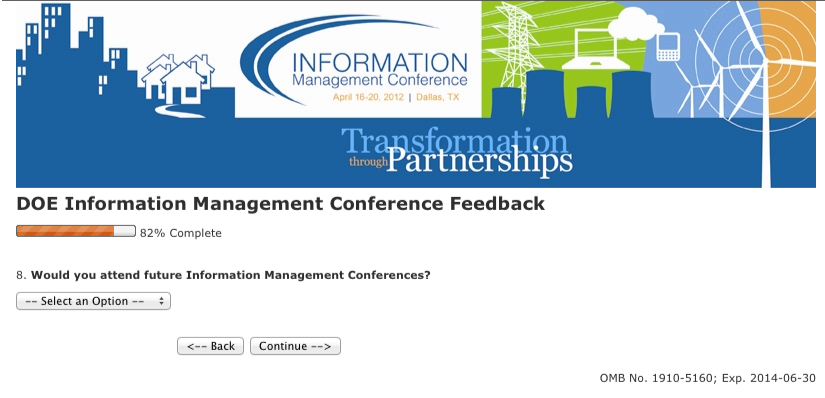 INFORMATION
Management Conference
April 16-20, 2012 | Dallas, TX
Transformation
through Partnerships
DOE Information Management Conference Feedback
82% Complete
8. Would you attend future Information Management Conferences?
-- Select an Option --
<-- Back Continue -->
OMB No. 1910-5160; Exp. 2014-06-30